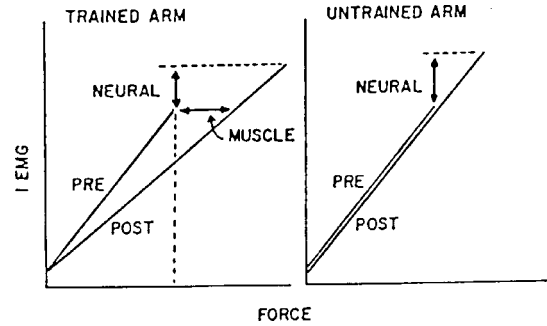 TRAINED ARM
NEURAL
MUSCLE
PRE
POST
I EMG
UNTRAINED ARM
NEURAL
PRE
POST
FORCE